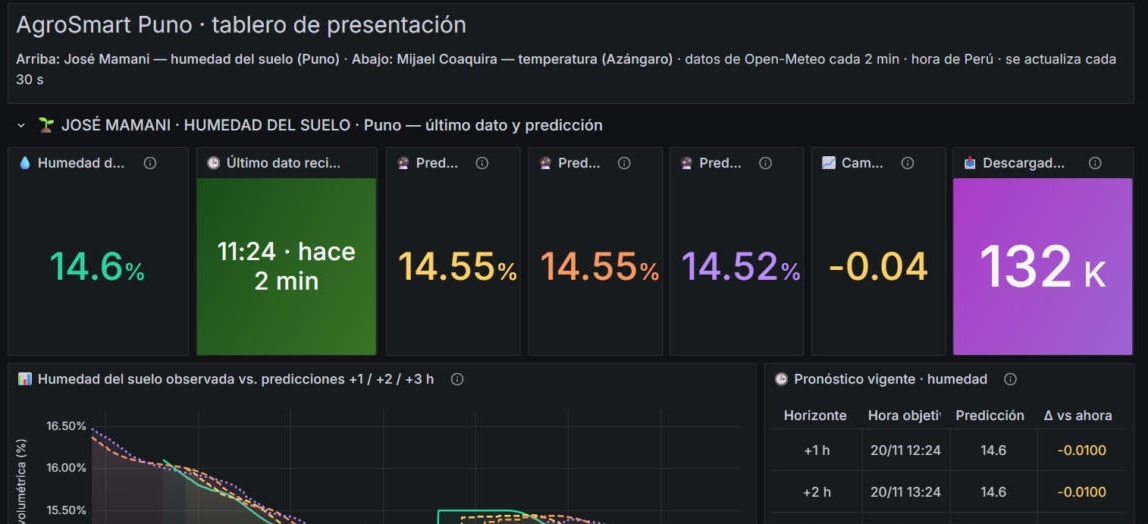 AgroSmart Puno · tablero de presentación
Arriba: José Mamani — humedad del suelo (Puno) · Abajo: Mijael Coaquira — temperatura (Azángaro) · datos de Open-Meteo cada 2 min · hora de Perú · se actualiza cada
30 s
JOSÉ MAMANI · HUMEDAD DEL SUELO · Puno — último dato y predicción
Humedad d...
Último dato reci...
Pred...
Pred...
Pred...
Cam...
Descargad...
14.6%
11:24 · hace
2 min
14.55%
14.55%
14.52%
-0.04
132 K
Humedad del suelo observada vs. predicciones +1 / +2 / +3 h
16.50%
16.00%
15.50%
volumétrica (%)
Pronóstico vigente · humedad
Horizonte Hora objeti Predicción Δ vs ahora
+1 h 20/11 12:24 14.6 -0.0100
+2 h 20/11 13:24 14.6 -0.0100